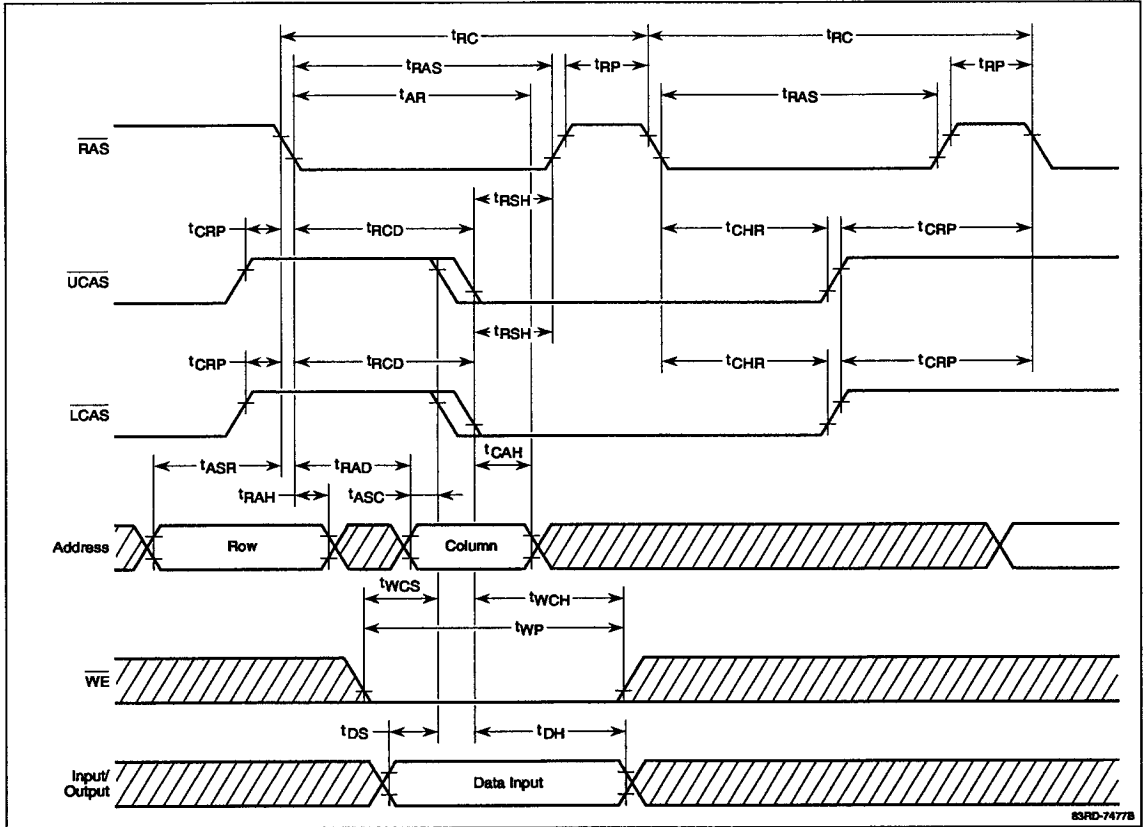 tRC tRC
tRAS tRP tRP
tAR tRAS
RAS
tRSH
tCRP tRCD tCHR tCRP
UCAS
tRSH
tCRP tRCD tCHR tCRP
LCAS
tCAH
tASR tRAD
tRAH tASC
Address Row Column
tWCS tWCH
tWP
WE
tDS tDH
Input/
Output Data Input
83RD-7477B